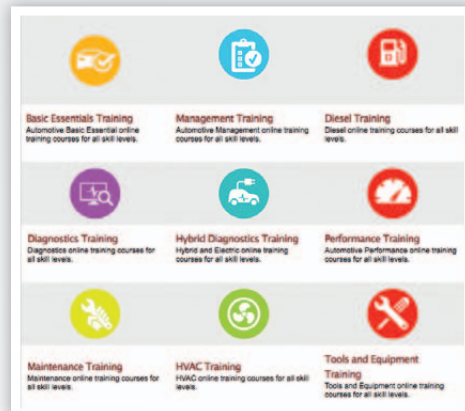 Basic Essentials Training
Automotive Basic Essential online
training courses for all skill levels.
Management Training
Automotive Management online training
courses for all skill levels.
Diesel Training
Diesel online training courses for all skill
levels.
Diagnostics Training
Diagnostics online training courses for
all skill levels.
Hybrid Diagnostics Training
Hybrid and Electric online training
courses for all skill levels.
Performance Training
Automotive Performance online training
courses for all skill levels.
Maintenance Training
Maintenance online training courses for
all skill levels.
HVAC Training
HVAC online training courses for all skill
levels.
Tools and Equipment
Training
Tools and Equipment online training
courses for all skill levels.